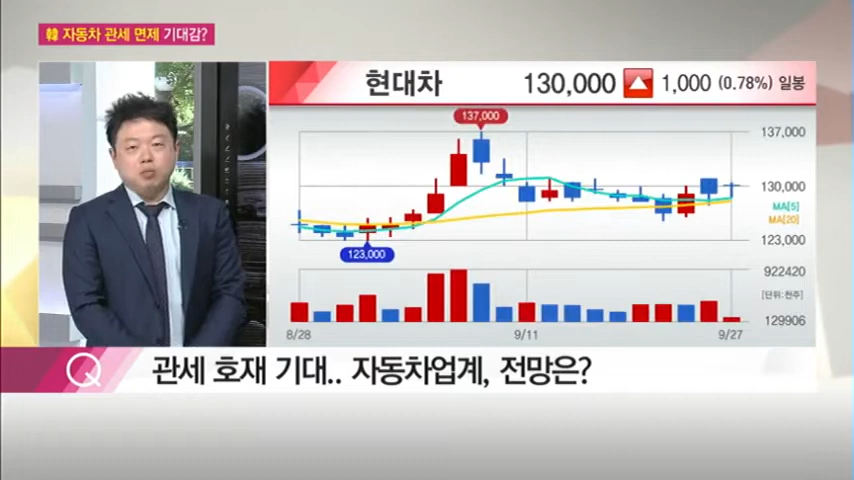 韓 자동차 관세 면제 기대감?
현대차 130,000 1,000 (0.78%) 일봉
137,000
137,000
130,000
MA[5]
MA[20]
123,000
123,000
922420
[단위:천주]
129906
8/28 9/11 9/27
Q 관세 호재 기대.. 자동차업계, 전망은?